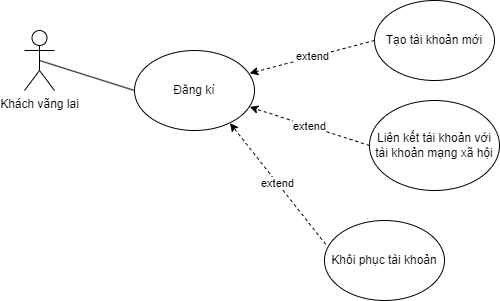 Tạo tài khoản mới
extend
Khách vãng lai
Đăng kí
Liên kết tài khoản với
tài khoản mạng xã hội
extend
extend
Khôi phục tài khoản